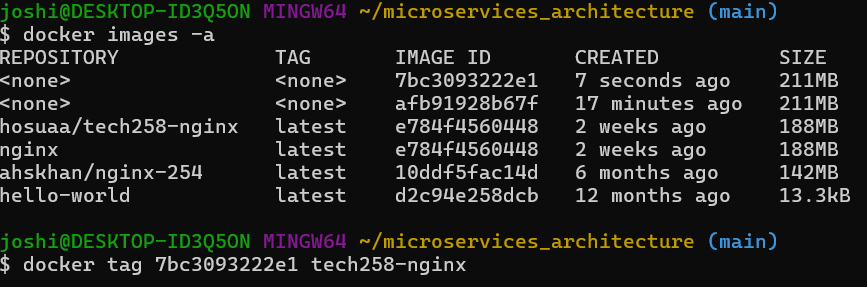 joshi@DESKTOP-ID3Q5ON MINGW64 ~/microservices_architecture (main)
$ docker images -a
REPOSITORY TAG IMAGE ID CREATED SIZE
<none> <none> 7bc3093222e1 7 seconds ago 211MB
<none> <none> afb91928b67f 17 minutes ago 211MB
hosuaa/tech258-nginx latest e784f4560448 2 weeks ago 188MB
nginx latest e784f4560448 2 weeks ago 188MB
ahskhan/nginx-254 latest 10ddf5fac14d 6 months ago 142MB
hello-world latest d2c94e258dcb 12 months ago 13.3kB
joshi@DESKTOP-ID3Q5ON MINGW64 ~/microservices_architecture (main)
$ docker tag 7bc3093222e1 tech258-nginx